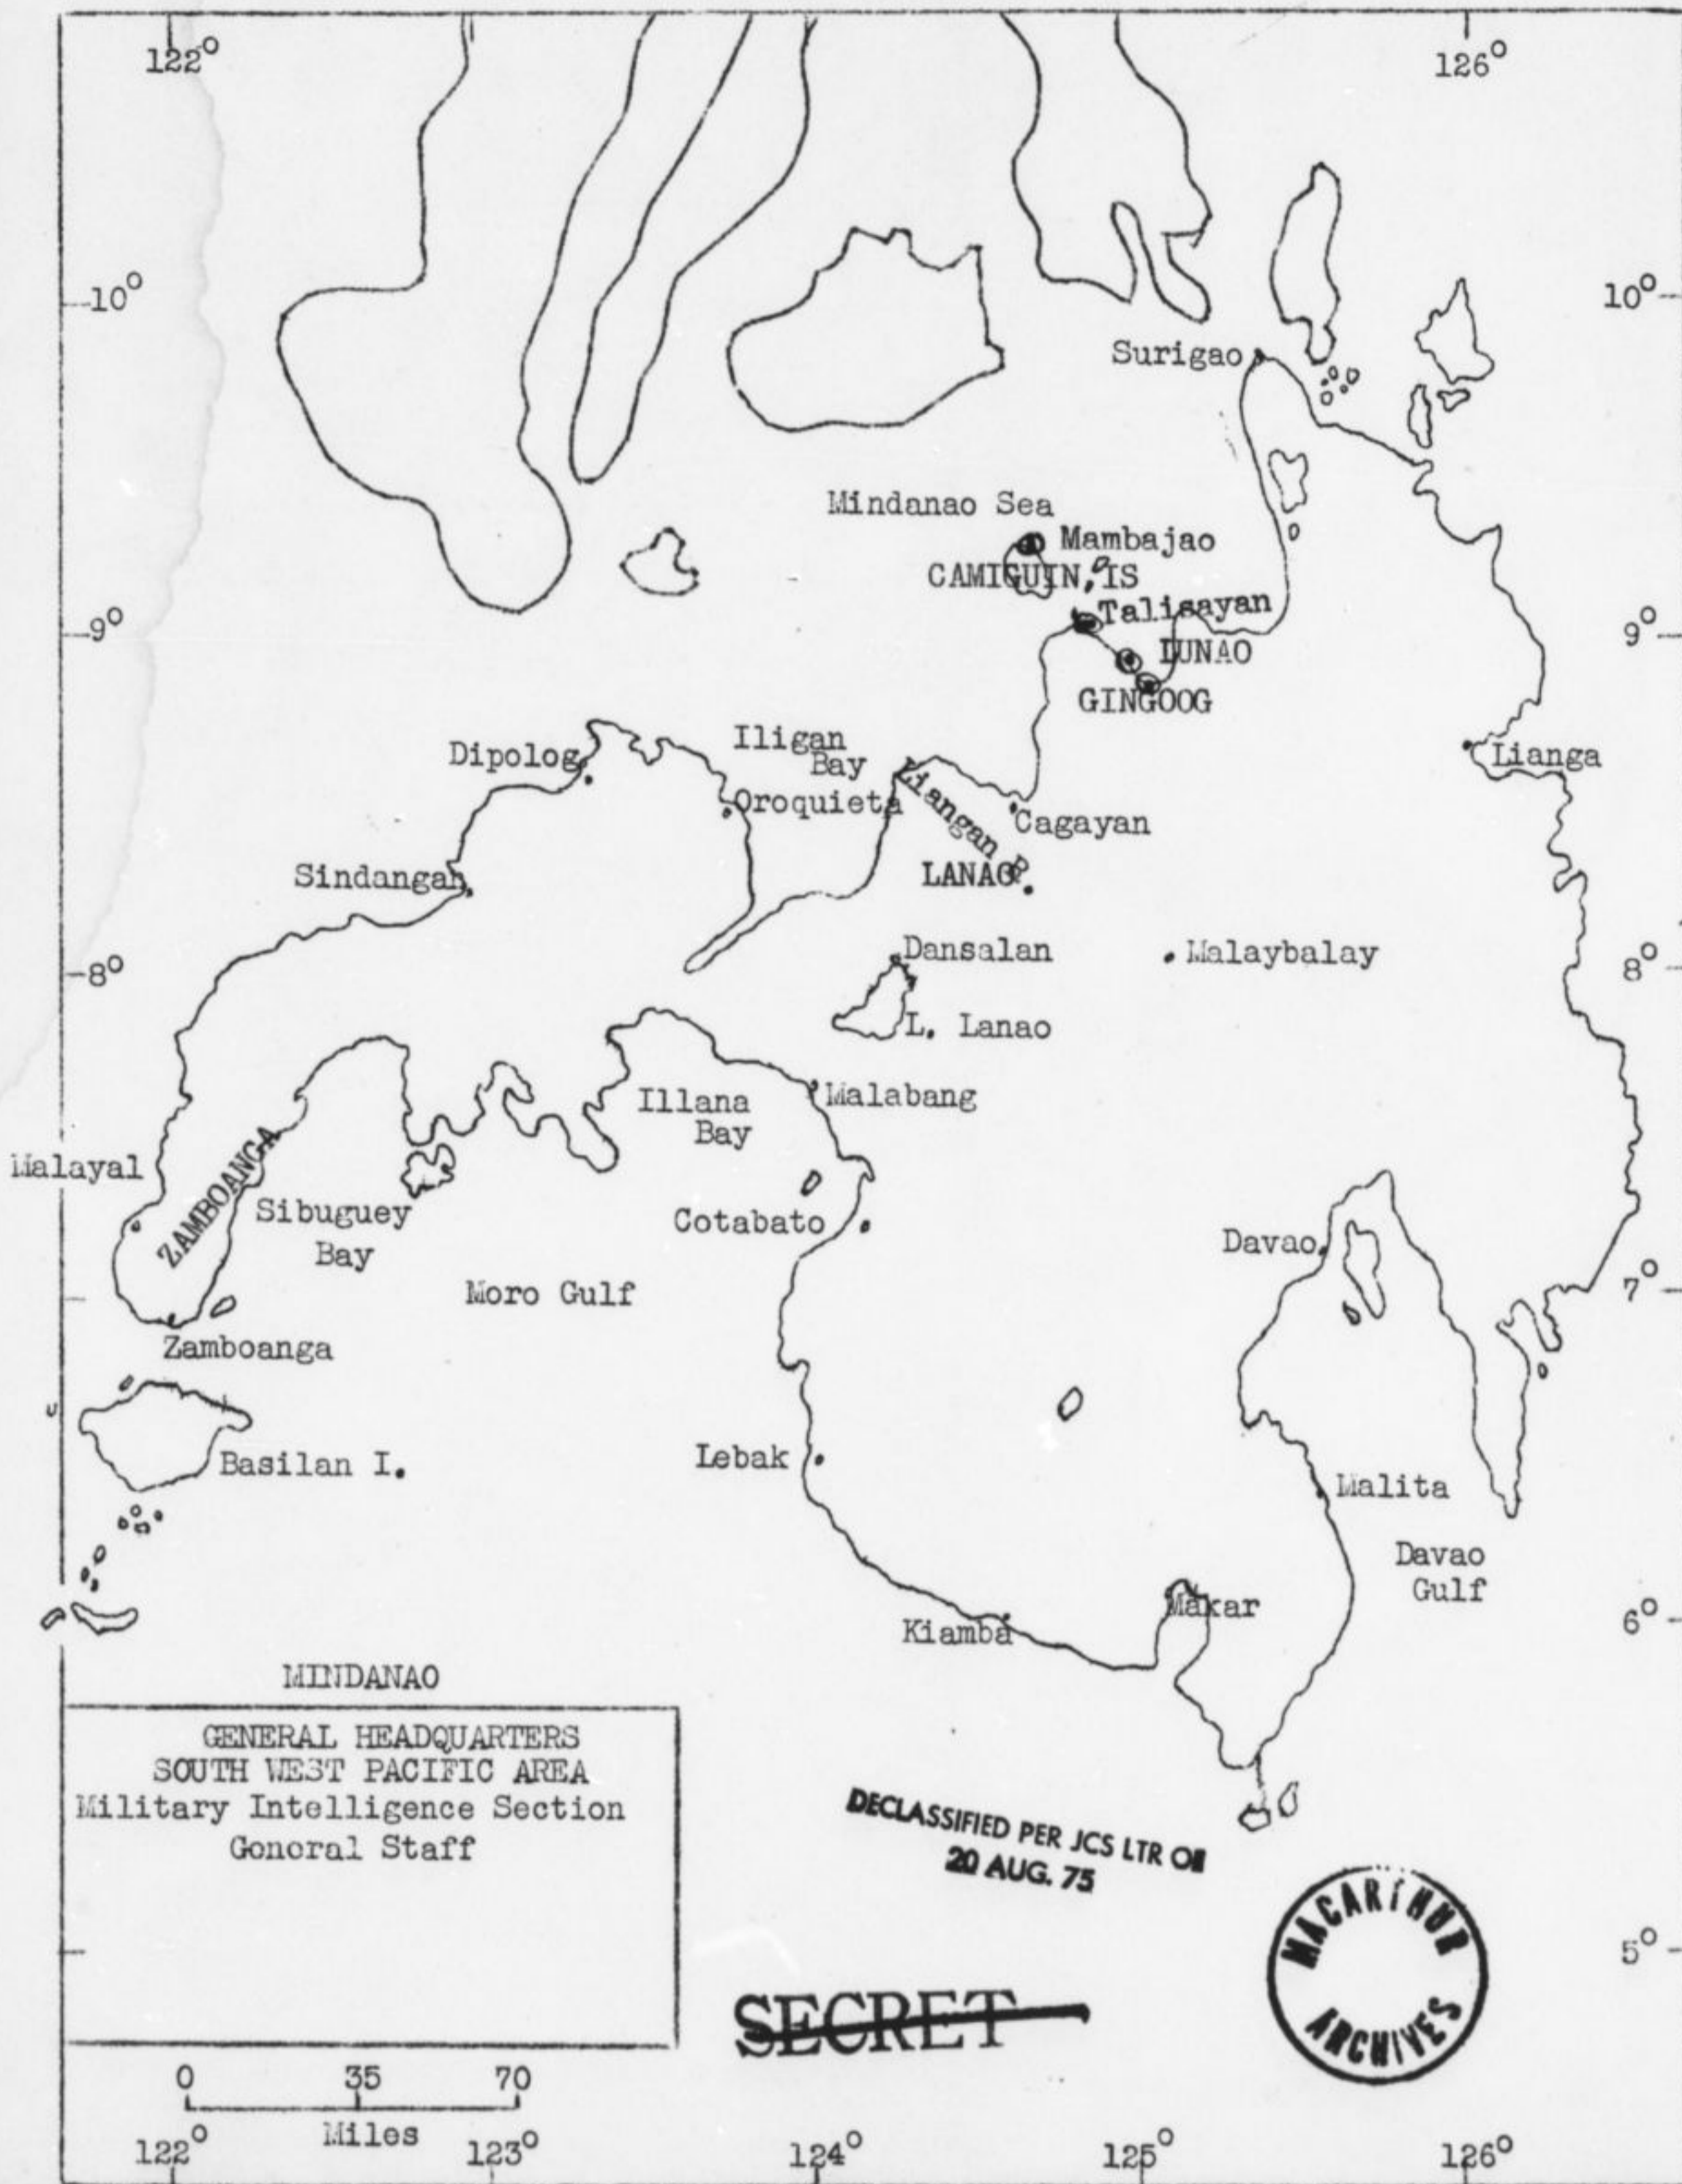 122° 126°
10° 10°
Surigao
Mindanao Sea
Mambajao
CAMIGUIN, IS
Talisayan
9° 9°
LUNAO
GINGOOG
Iligan
Bay
Dipolog
Lianga
Oroquieta
Liangan P.
Cagayan
Sindangan
LANAO
Dansalan
Malaybalay
8° 8°
L. Lanao
Illana
Bay
Malabang
Malayal
ZAMBOANGA
Sibuguey
Bay
Cotabato
Davao
Moro Gulf
7°
Zamboanga
Basilan I.
Lebak
Malita
Davao
Gulf
Makar
6°
Kiamba
MINDANAO
GENERAL HEADQUARTERS
SOUTH WEST PACIFIC AREA
Military Intelligence Section
Gonoral Staff
DECLASSIFIED PER JCS LTR OF
20 AUG. 75
MACARTHUR
ARCHIVES
5°
SECRET
0 35 70
Miles
122° 123° 124° 125° 126°